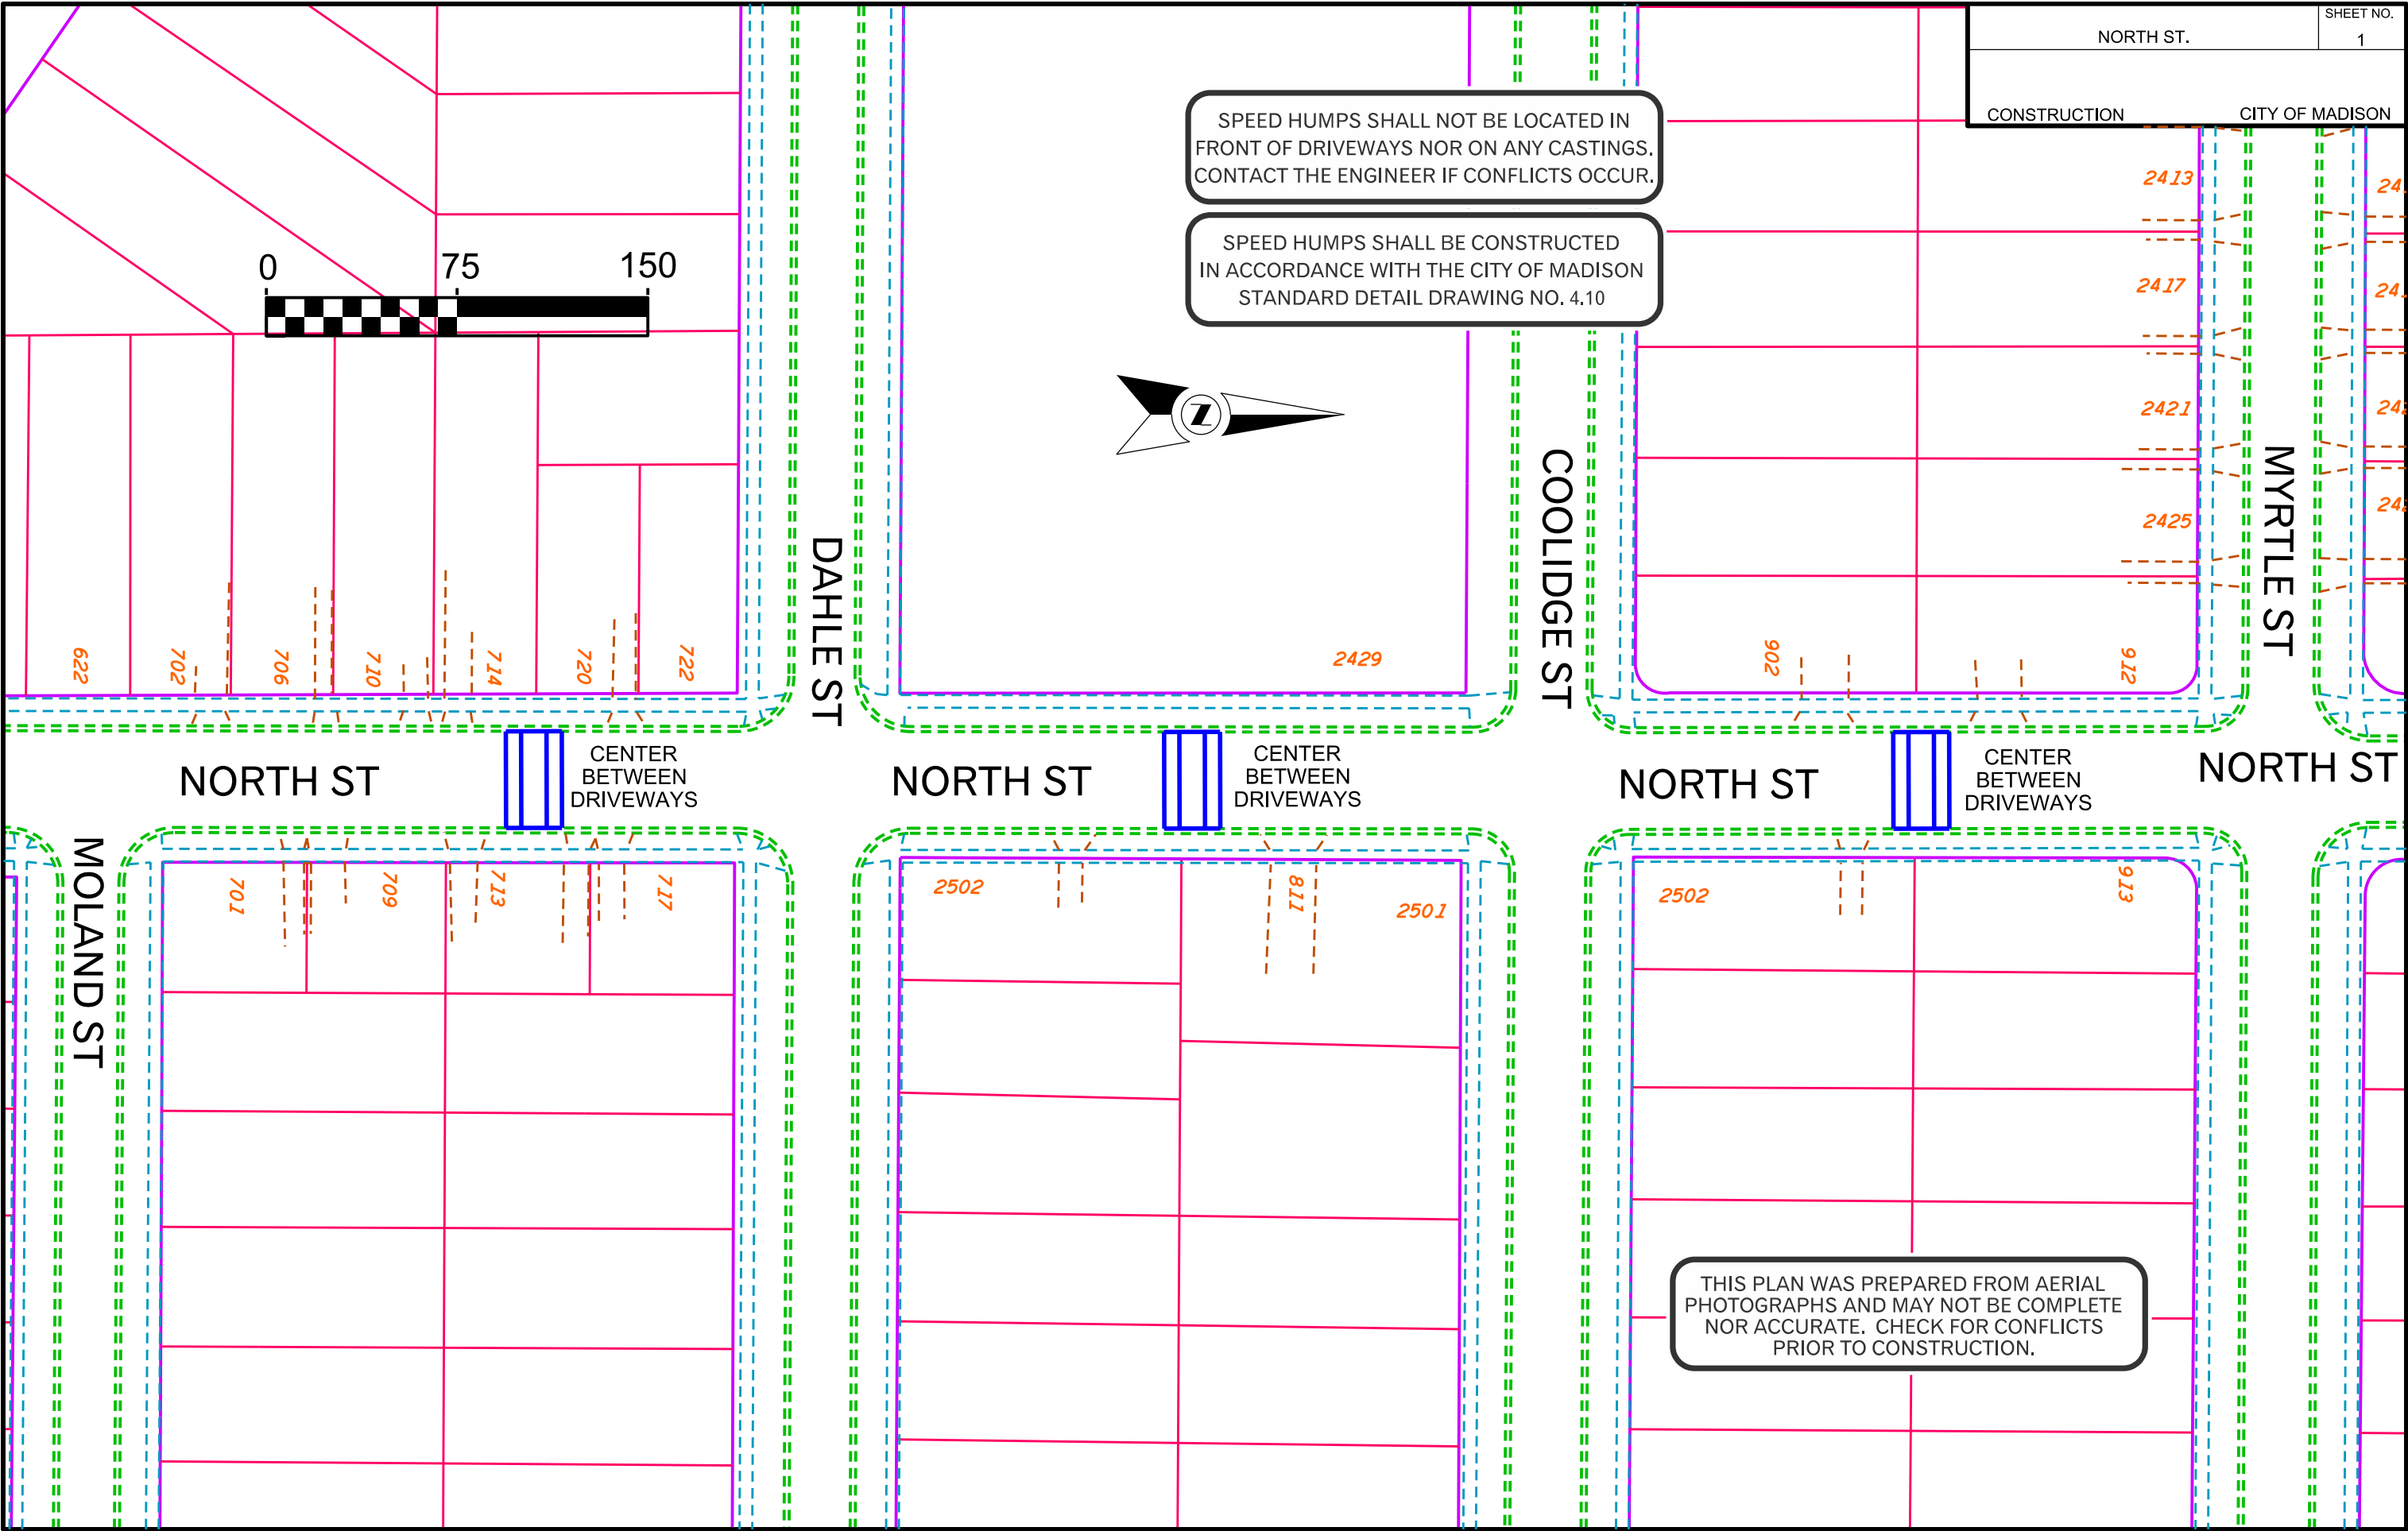 NORTH ST.
SHEET NO.
1
CONSTRUCTION
CITY OF MADISON
SPEED HUMPS SHALL NOT BE LOCATED IN
FRONT OF DRIVEWAYS NOR ON ANY CASTINGS.
CONTACT THE ENGINEER IF CONFLICTS OCCUR.
SPEED HUMPS SHALL BE CONSTRUCTED
IN ACCORDANCE WITH THE CITY OF MADISON
STANDARD DETAIL DRAWING NO. 4.10
0 75 150
Z
2413
2417
2421
2425
DAHLE ST
COOLIDGE ST
MYRTLE ST
622
702
706
710
714
720
722
2429
902
912
NORTH ST
CENTER
BETWEEN
DRIVEWAYS
NORTH ST
CENTER
BETWEEN
DRIVEWAYS
NORTH ST
CENTER
BETWEEN
DRIVEWAYS
NORTH ST
MOLAND ST
701
709
713
717
2502
811
2501
2502
913
THIS PLAN WAS PREPARED FROM AERIAL
PHOTOGRAPHS AND MAY NOT BE COMPLETE
NOR ACCURATE. CHECK FOR CONFLICTS
PRIOR TO CONSTRUCTION.